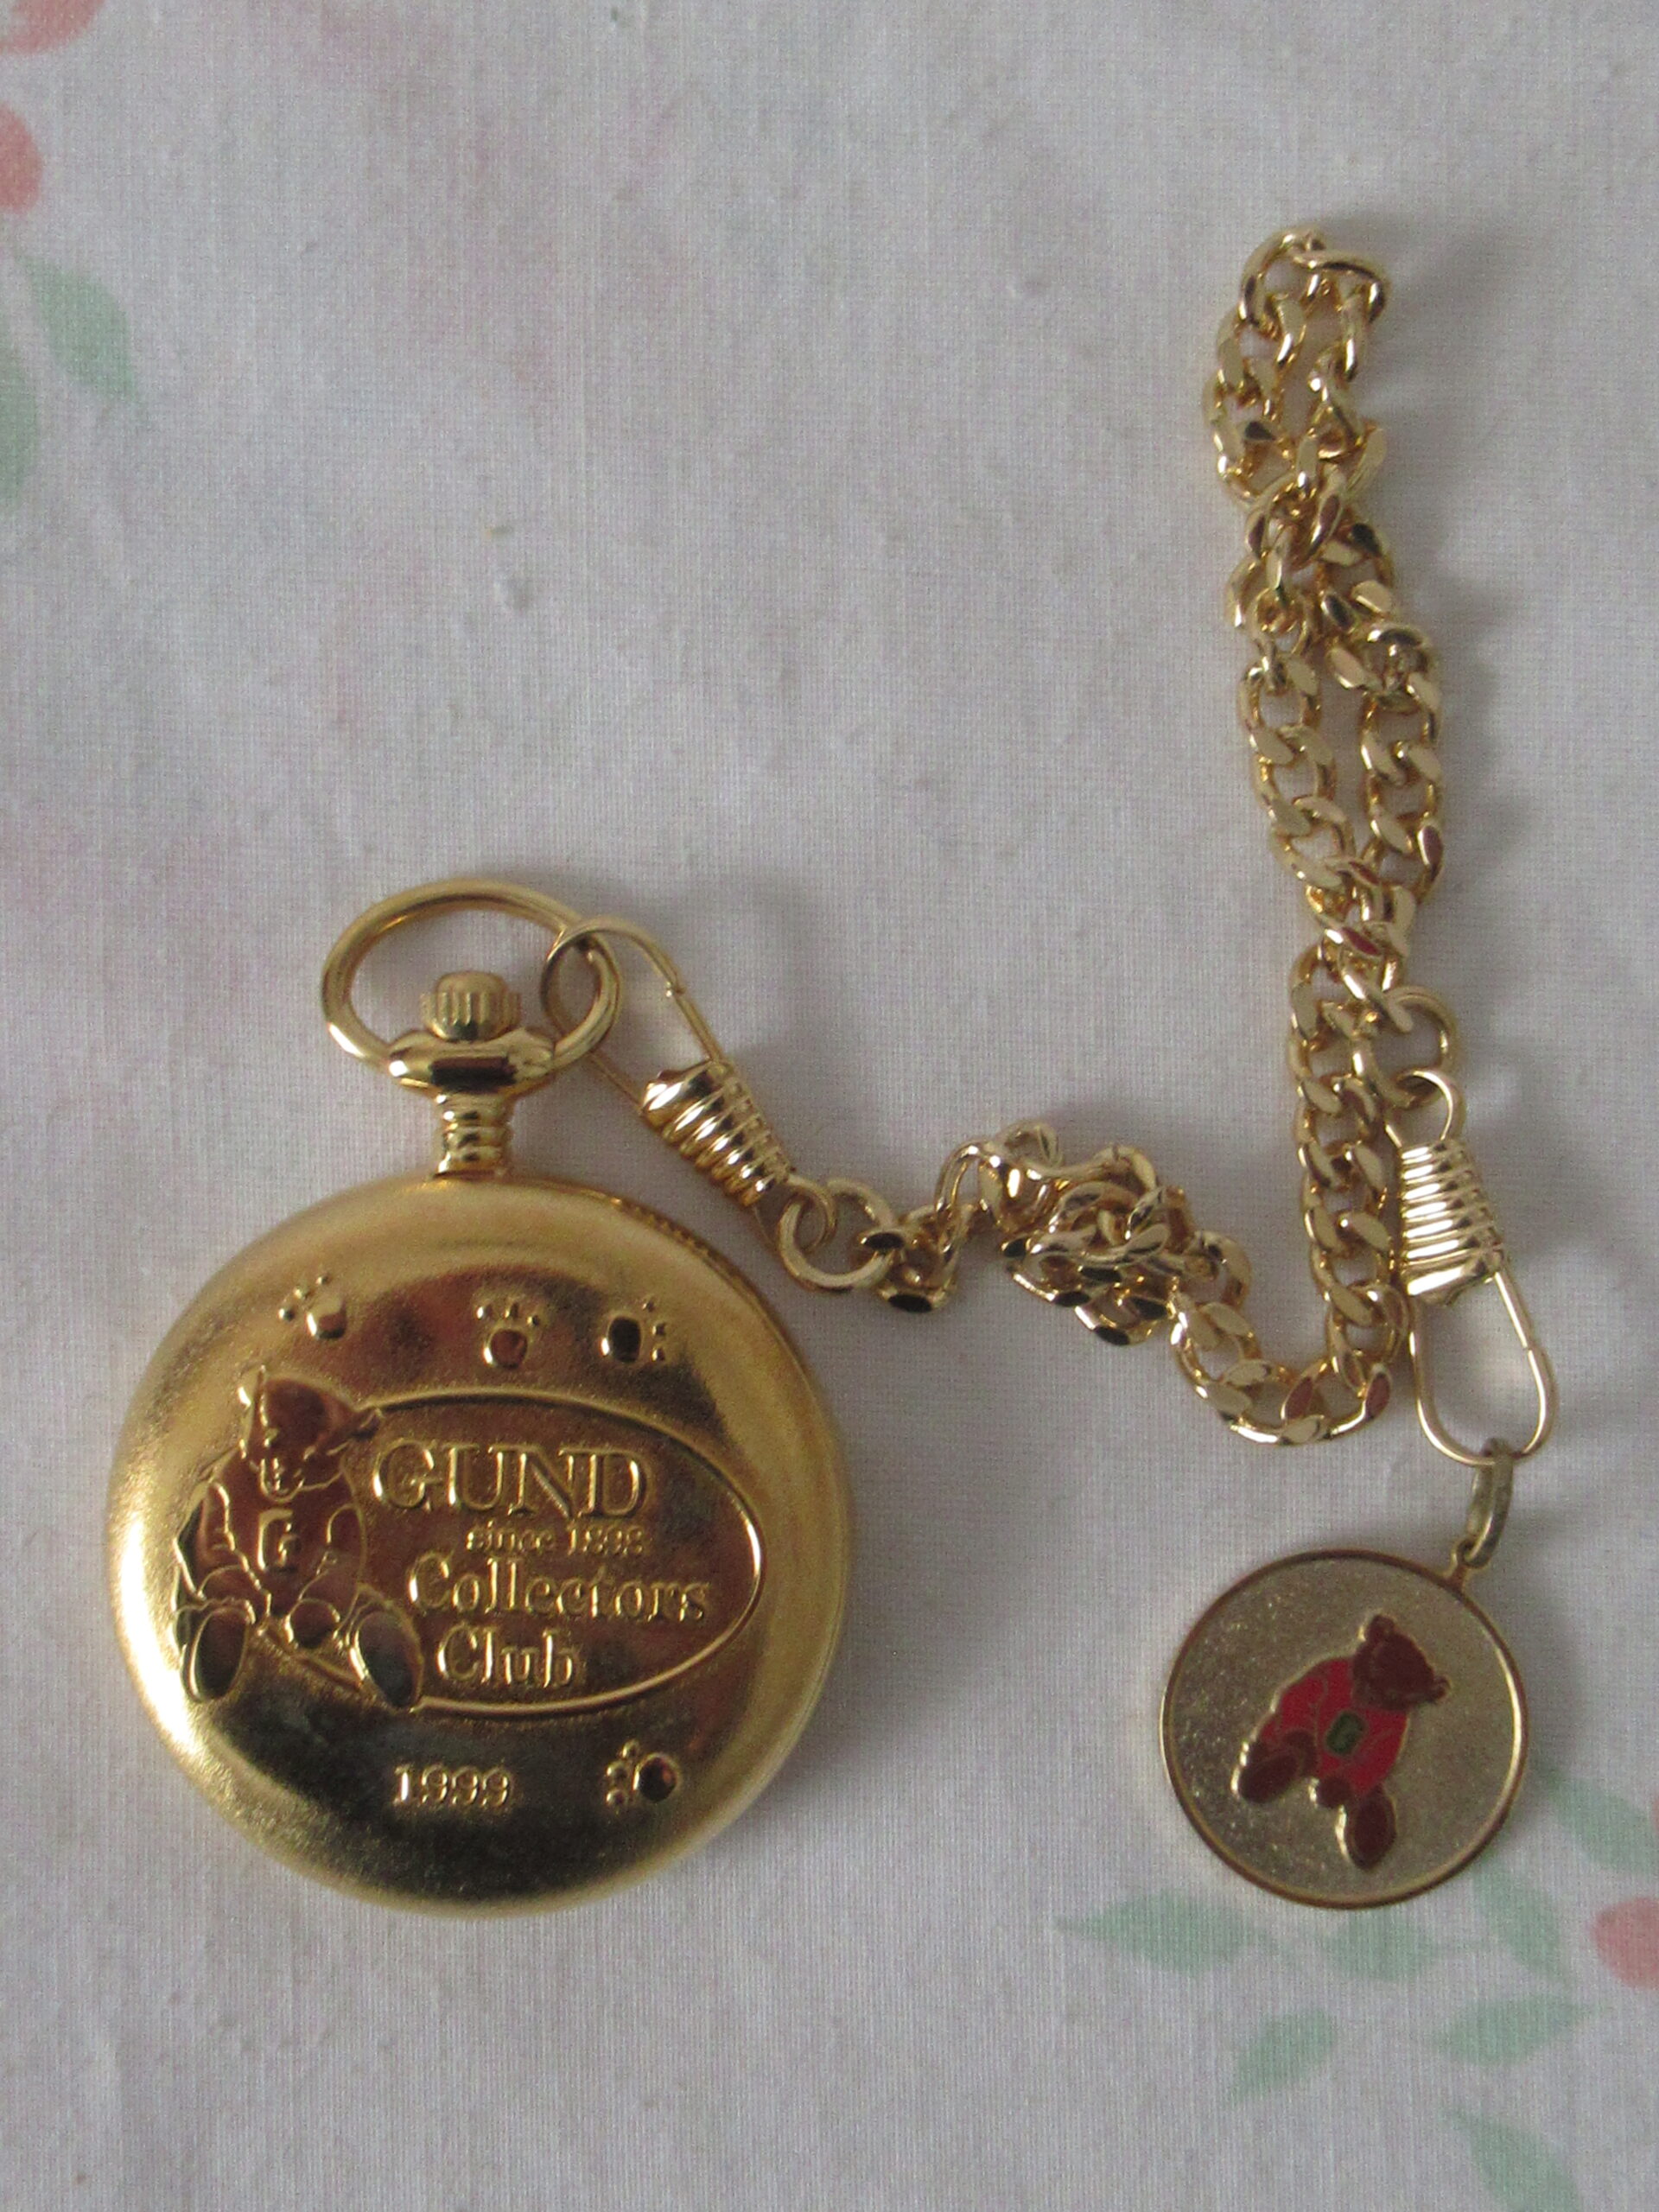 GUND
since 1898
Collectors
Club
1999
G
G